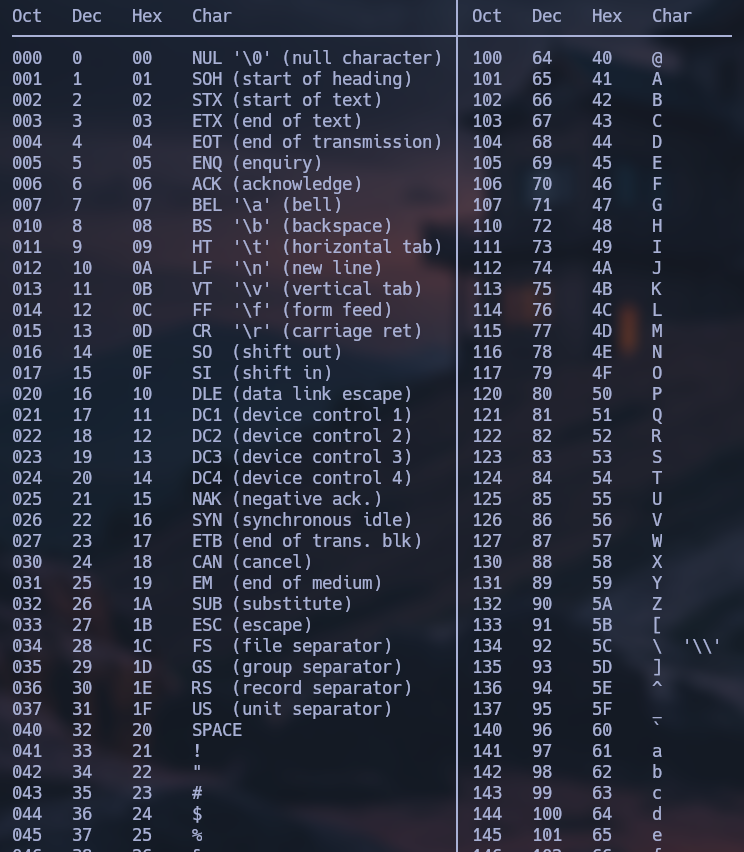 Oct Dec Hex Char Oct Dec Hex Char
000 0 00 NUL '\0' (null character) 100 64 40 @
001 1 01 SOH (start of heading) 101 65 41 A
002 2 02 STX (start of text) 102 66 42 B
003 3 03 ETX (end of text) 103 67 43 C
004 4 04 EOT (end of transmission) 104 68 44 D
005 5 05 ENQ (enquiry) 105 69 45 E
006 6 06 ACK (acknowledge) 106 70 46 F
007 7 07 BEL '\a' (bell) 107 71 47 G
010 8 08 BS '\b' (backspace) 110 72 48 H
011 9 09 HT '\t' (horizontal tab) 111 73 49 I
012 10 0A LF '\n' (new line) 112 74 4A J
013 11 0B VT '\v' (vertical tab) 113 75 4B K
014 12 0C FF '\f' (form feed) 114 76 4C L
015 13 0D CR '\r' (carriage ret) 115 77 4D M
016 14 0E SO (shift out) 116 78 4E N
017 15 0F SI (shift in) 117 79 4F O
020 16 10 DLE (data link escape) 120 80 50 P
021 17 11 DC1 (device control 1) 121 81 51 Q
022 18 12 DC2 (device control 2) 122 82 52 R
023 19 13 DC3 (device control 3) 123 83 53 S
024 20 14 DC4 (device control 4) 124 84 54 T
025 21 15 NAK (negative ack.) 125 85 55 U
026 22 16 SYN (synchronous idle) 126 86 56 V
027 23 17 ETB (end of trans. blk) 127 87 57 W
030 24 18 CAN (cancel) 130 88 58 X
031 25 19 EM (end of medium) 131 89 59 Y
032 26 1A SUB (substitute) 132 90 5A Z
033 27 1B ESC (escape) 133 91 5B [
034 28 1C FS (file separator) 134 92 5C \ '\\'
035 29 1D GS (group separator) 135 93 5D ]
036 30 1E RS (record separator) 136 94 5E ^
037 31 1F US (unit separator) 137 95 5F _
040 32 20 SPACE 140 96 60 `
041 33 21 ! 141 97 61 a
042 34 22 " 142 98 62 b
043 35 23 # 143 99 63 c
044 36 24 $ 144 100 64 d
045 37 25 % 145 101 65 e